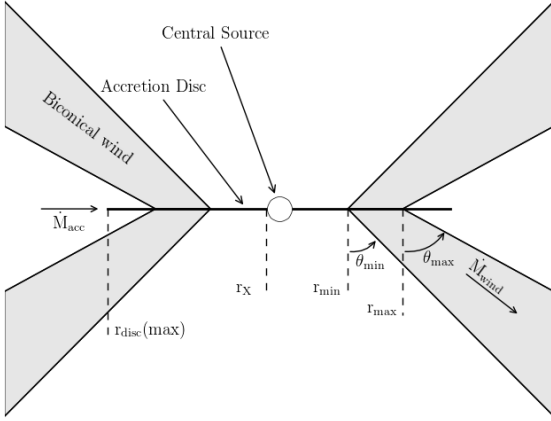 Central Source
Accretion Disc
Biconical wind
Ṁacc
θmin
θmax
Ṁwind
rX
rmin
rmax
rdisc(max)